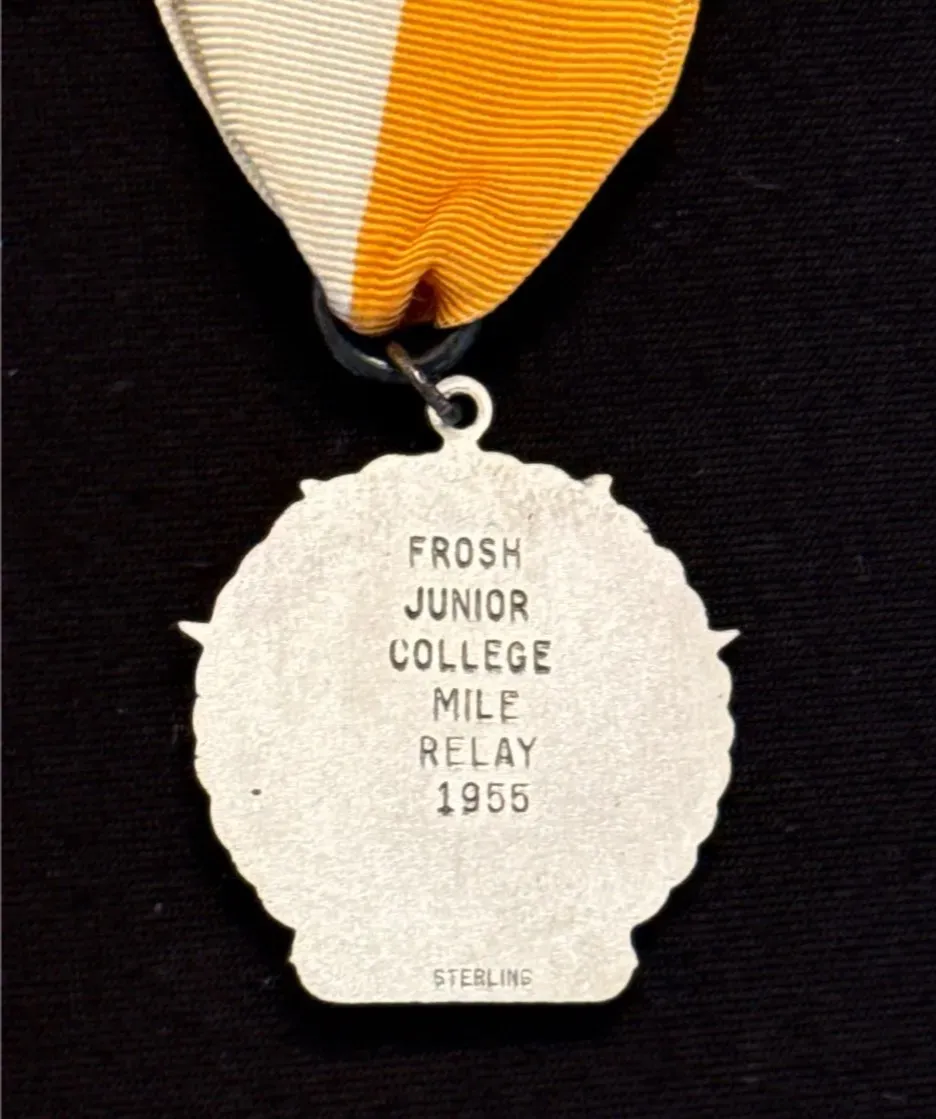 FROSH
JUNIOR
COLLEGE
MILE
RELAY
1955
STERLING